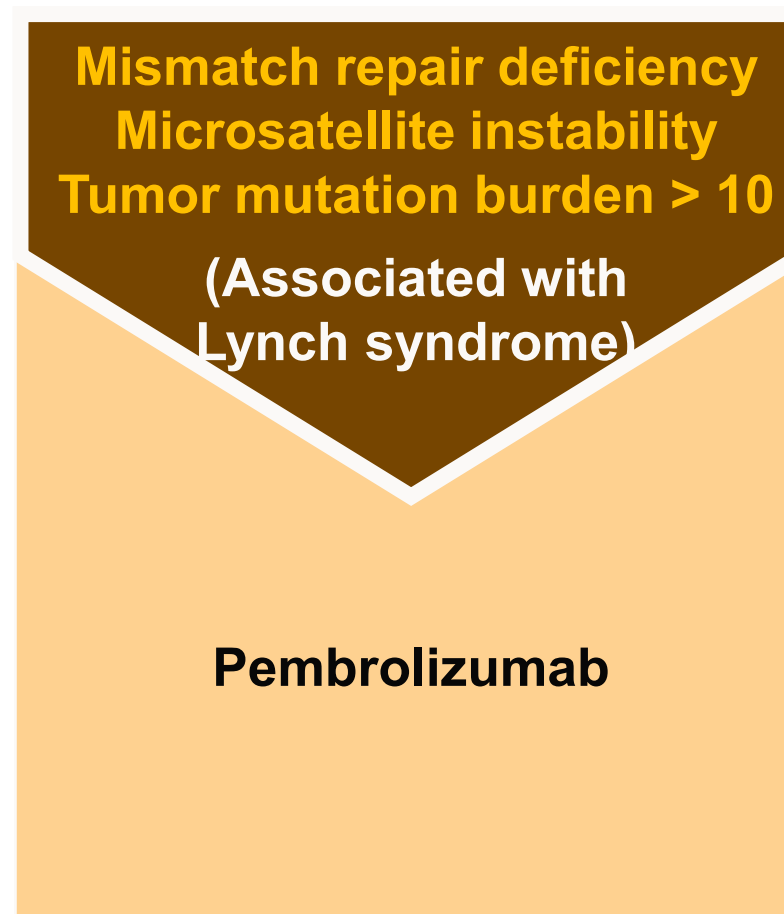 Mismatch repair deficiency
Microsatellite instability
Tumor mutation burden > 10
(Associated with
Lynch syndrome)
Pembrolizumab